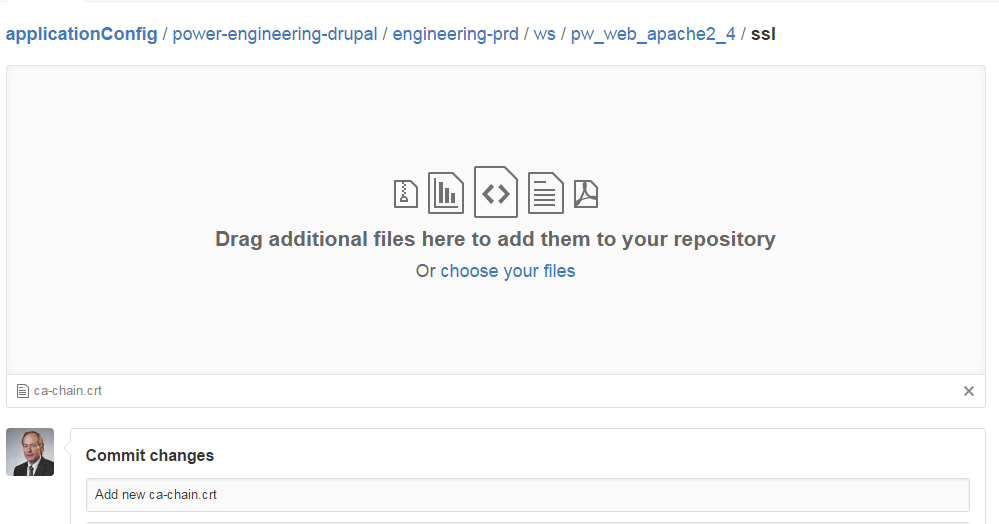 applicationConfig / power-engineering-drupal / engineering-prd / ws / pw_web_apache2_4 / ssl
Drag additional files here to add them to your repository
Or choose your files
ca-chain.crt
Commit changes
Add new ca-chain.crt